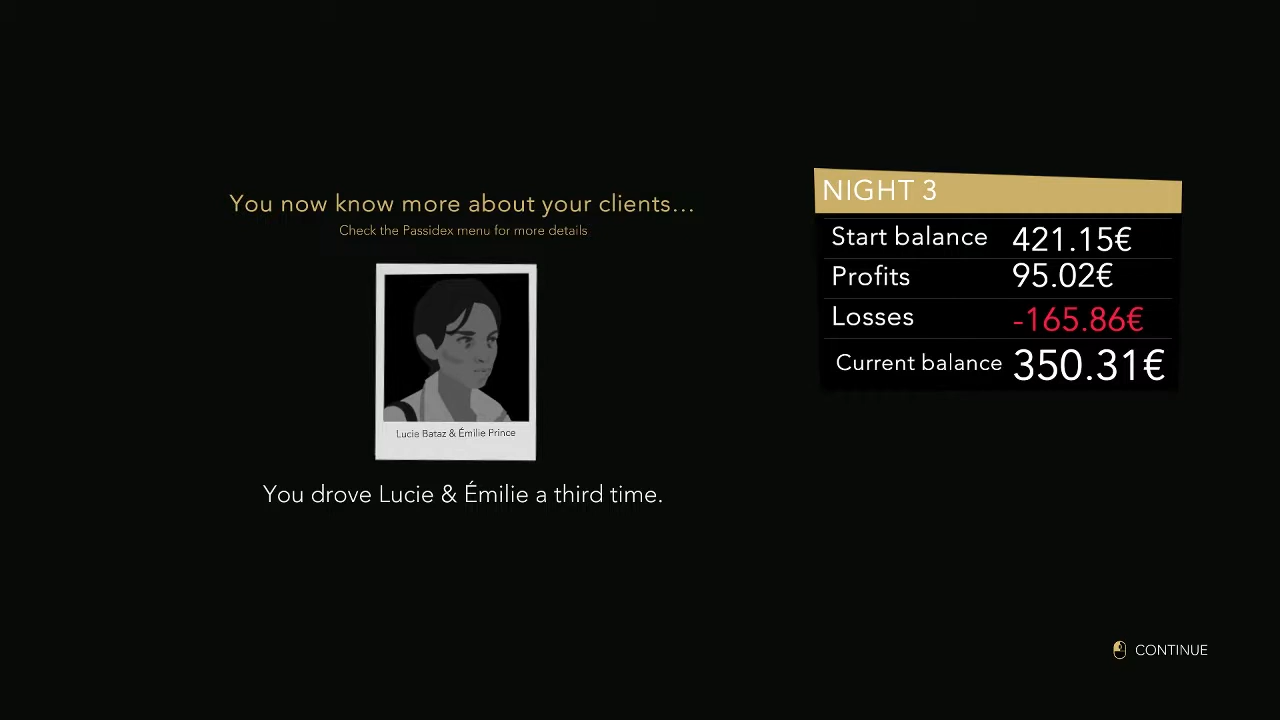 You now know more about your clients...
Check the Passidex menu for more details
Lucie Bataz & Émilie Prince
You drove Lucie & Émilie a third time.
NIGHT 3
Start balance 421.15€
Profits 95.02€
Losses -165.86€
Current balance 350.31€
CONTINUE